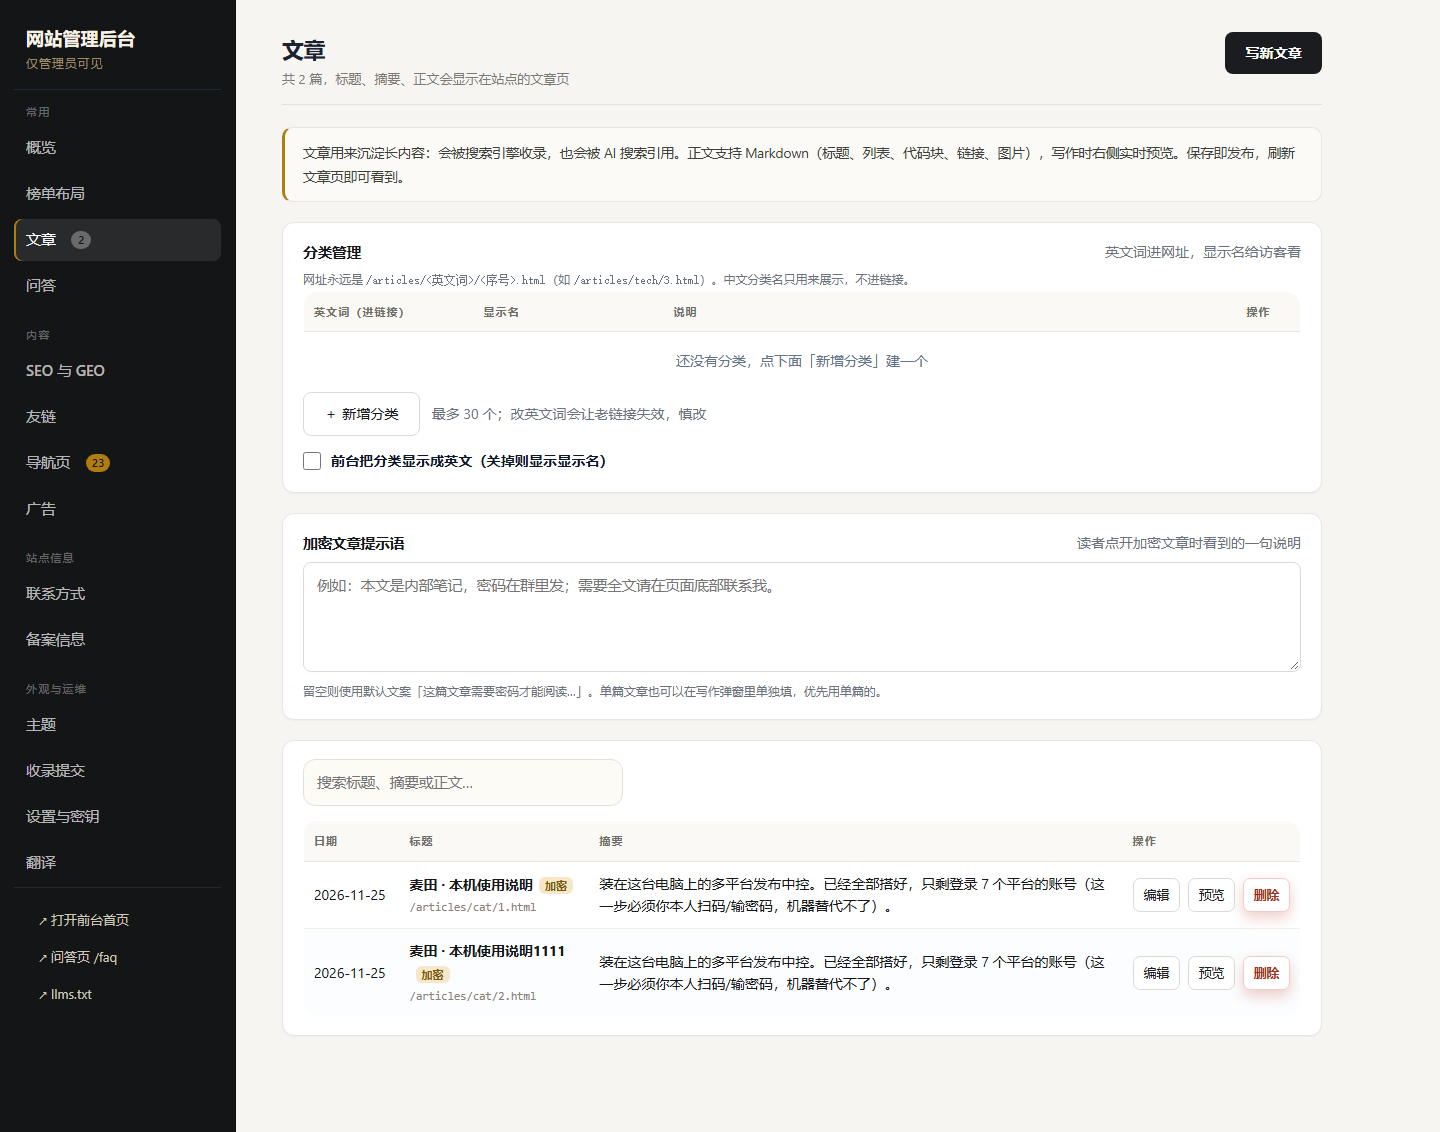 网站管理后台
仅管理员可见
常用
概览
榜单布局
文章 2
问答
内容
SEO 与 GEO
友链
导航页 23
广告
站点信息
联系方式
备案信息
外观与运维
主题
收录提交
设置与密钥
翻译
↗ 打开前台首页
↗ 问答页 /faq
↗ llms.txt
文章
共 2 篇，标题、摘要、正文会显示在站点的文章页
写新文章
文章用来沉淀长内容：会被搜索引擎收录，也会被 AI 搜索引用。正文支持 Markdown（标题、列表、代码块、链接、图片），写作时右侧实时预览。保存即发布，刷新
文章页即可看到。
分类管理
英文词进网址，显示名给访客看
网址永远是 /articles/<英文词>/<序号>.html（如 /articles/tech/3.html）。中文分类名只用来展示，不进链接。
英文词（进链接） 显示名 说明 操作
还没有分类，点下面「新增分类」建一个
+ 新增分类
最多 30 个；改英文词会让老链接失效，慎改
前台把分类显示成英文（关掉则显示显示名）
加密文章提示语
读者点开加密文章时看到的一句说明
例如：本文是内部笔记，密码在群里发；需要全文请在页面底部联系我。
留空则使用默认文案「这篇文章需要密码才能阅读…」。单篇文章也可以在写作弹窗里单独填，优先用单篇的。
搜索标题、摘要或正文...
日期 标题 摘要 操作
2026-11-25
麦田 · 本机使用说明 加密
/articles/cat/1.html
装在这台电脑上的多平台发布中控。已经全部搭好，只剩登录 7 个平台的账号（这
一步必须你本人扫码/输密码，机器替代不了）。
编辑 预览 删除
2026-11-25
麦田 · 本机使用说明1111
加密
/articles/cat/2.html
装在这台电脑上的多平台发布中控。已经全部搭好，只剩登录 7 个平台的账号（这
一步必须你本人扫码/输密码，机器替代不了）。
编辑 预览 删除